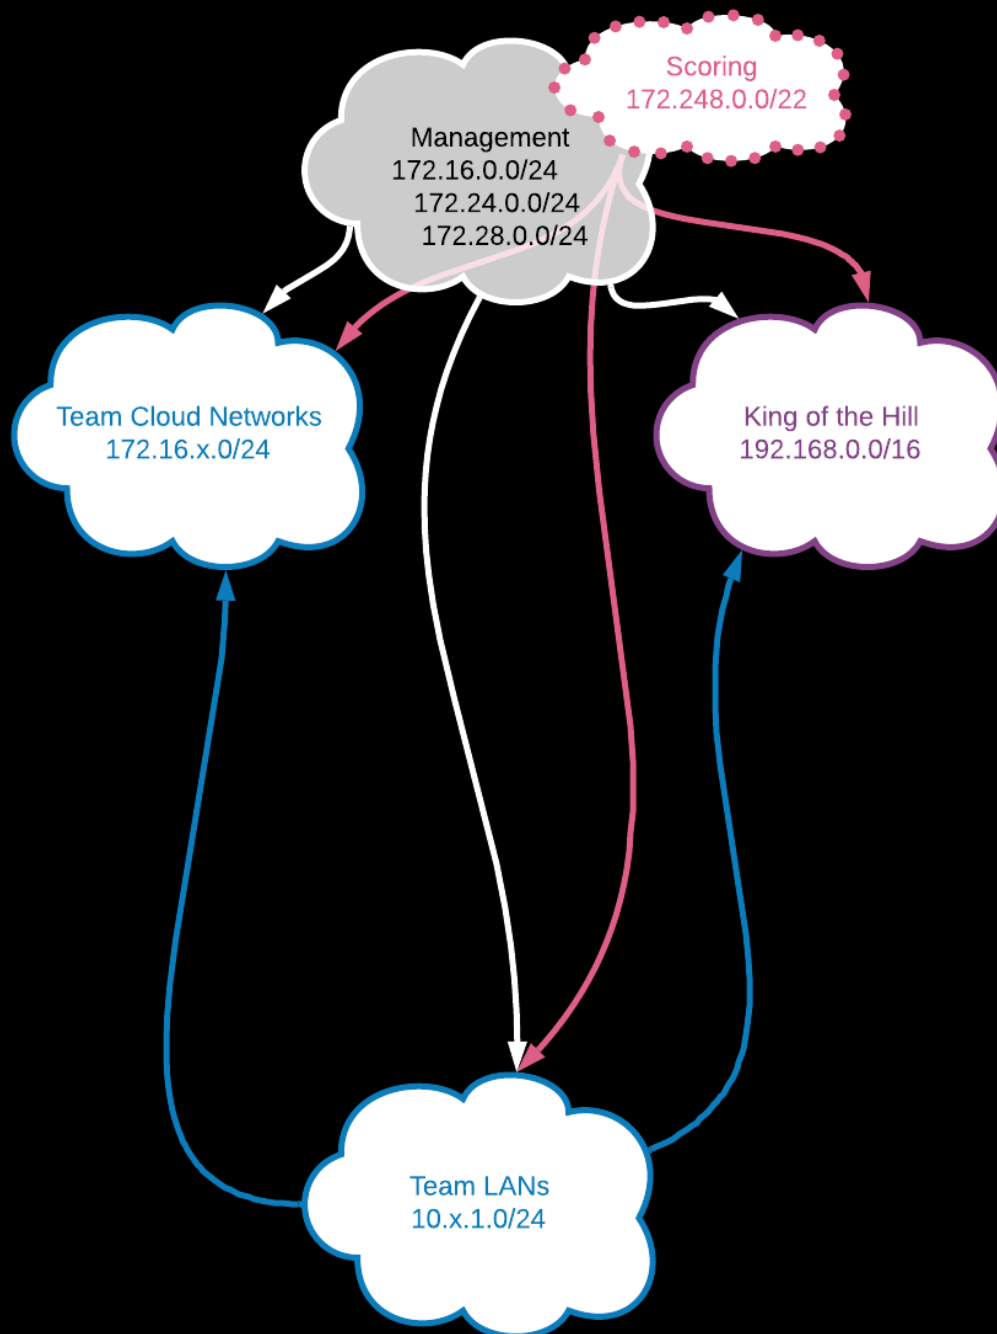 Scoring
172.248.0.0/22
Management
172.16.0.0/24
172.24.0.0/24
172.28.0.0/24
Team Cloud Networks
172.16.x.0/24
King of the Hill
192.168.0.0/16
Team LANs
10.x.1.0/24